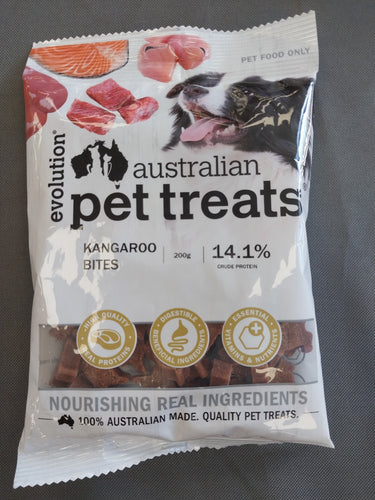 PET FOOD ONLY
evolution®
australian
pet treats®
KANGAROO
BITES
200g
14.1%
CRUDE PROTEIN
HIGH QUALITY
REAL PROTEINS
DIGESTIBLE
BENEFICIAL INGREDIENTS
ESSENTIAL
VITAMINS & NUTRIENTS
NOURISHING REAL INGREDIENTS
100% AUSTRALIAN MADE. QUALITY PET TREATS.